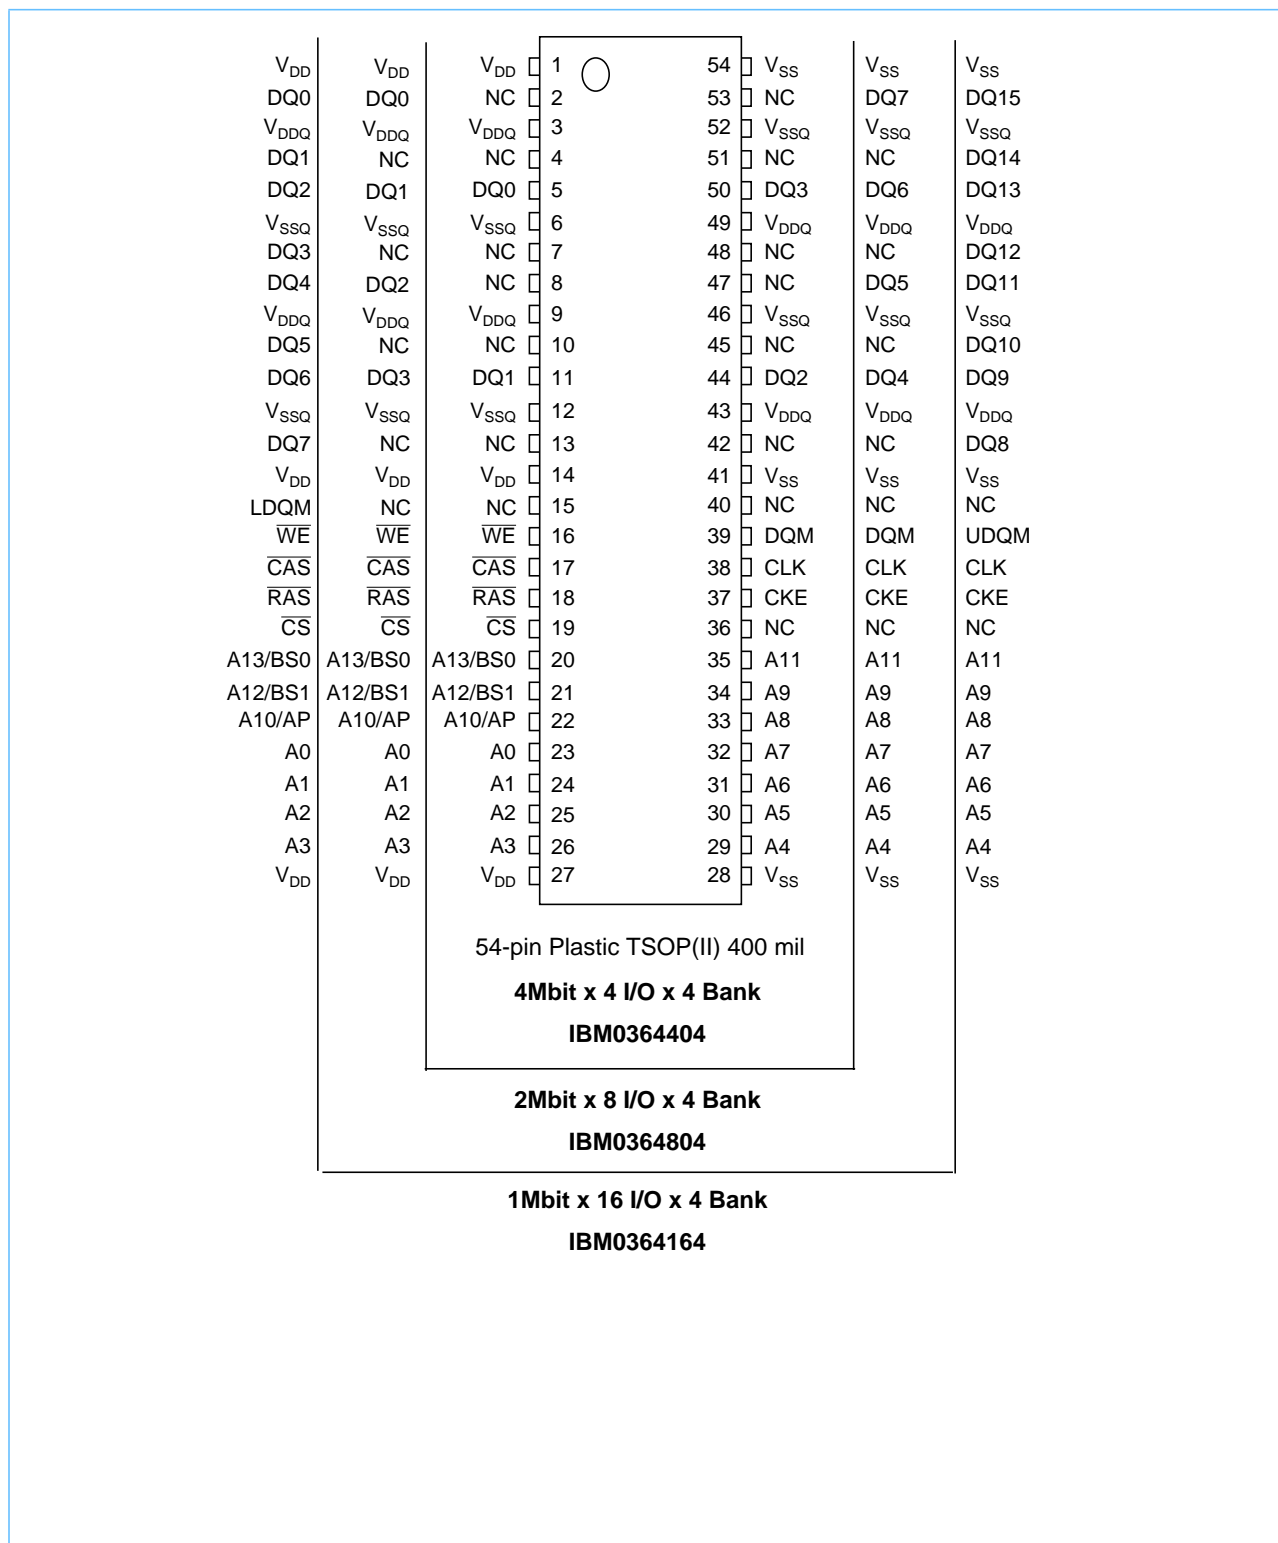 VDD VDD VDD 1 54 VSS VSS VSS
DQ0 DQ0 NC 2 53 NC DQ7 DQ15
VDDQ VDDQ VDDQ 3 52 VSSQ VSSQ VSSQ
DQ1 NC NC 4 51 NC NC DQ14
DQ2 DQ1 DQ0 5 50 DQ3 DQ6 DQ13
VSSQ VSSQ VSSQ 6 49 VDDQ VDDQ VDDQ
DQ3 NC NC 7 48 NC NC DQ12
DQ4 DQ2 NC 8 47 NC DQ5 DQ11
VDDQ VDDQ VDDQ 9 46 VSSQ VSSQ VSSQ
DQ5 NC NC 10 45 NC NC DQ10
DQ6 DQ3 DQ1 11 44 DQ2 DQ4 DQ9
VSSQ VSSQ VSSQ 12 43 VDDQ VDDQ VDDQ
DQ7 NC NC 13 42 NC NC DQ8
VDD VDD VDD 14 41 VSS VSS VSS
LDQM NC NC 15 40 NC NC NC
W̅E̅ W̅E̅ W̅E̅ 16 39 DQM DQM UDQM
C̅A̅S̅ C̅A̅S̅ C̅A̅S̅ 17 38 CLK CLK CLK
R̅A̅S̅ R̅A̅S̅ R̅A̅S̅ 18 37 CKE CKE CKE
C̅S̅ C̅S̅ C̅S̅ 19 36 NC NC NC
A13/BS0 A13/BS0 A13/BS0 20 35 A11 A11 A11
A12/BS1 A12/BS1 A12/BS1 21 34 A9 A9 A9
A10/AP A10/AP A10/AP 22 33 A8 A8 A8
A0 A0 A0 23 32 A7 A7 A7
A1 A1 A1 24 31 A6 A6 A6
A2 A2 A2 25 30 A5 A5 A5
A3 A3 A3 26 29 A4 A4 A4
VDD VDD VDD 27 28 VSS VSS VSS
54-pin Plastic TSOP(II) 400 mil
4Mbit x 4 I/O x 4 Bank
IBM0364404
2Mbit x 8 I/O x 4 Bank
IBM0364804
1Mbit x 16 I/O x 4 Bank
IBM0364164